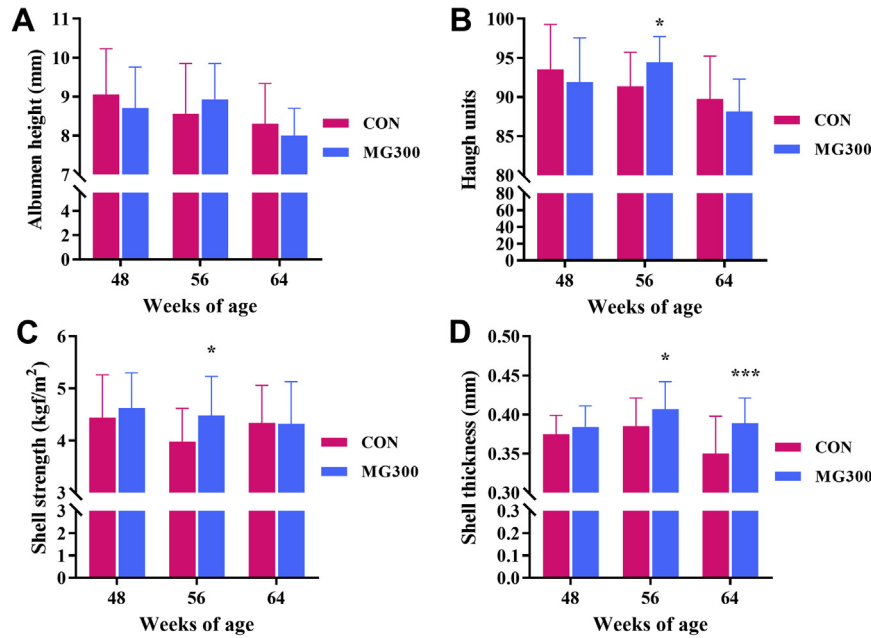 A
Albumen height (mm)
11
10
9
8
7
4
2
0
48
56
64
Weeks of age
CON
MG300
B
Haugh units
100
95
90
85
80
80
60
40
20
0
*
48
56
64
Weeks of age
CON
MG300
C
Shell strength (kgf/m²)
6
5
4
3
3
2
1
0
*
48
56
64
Weeks of age
CON
MG300
D
Shell thickness (mm)
0.50
0.45
0.40
0.35
0.30
0.3
0.2
0.1
0.0
*
***
48
56
64
Weeks of age
CON
MG300